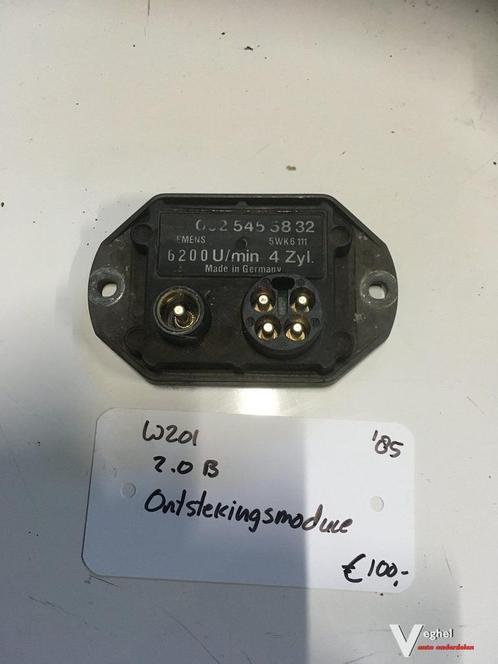 002 545 58 32
EMENS 5WK6 111
6200 U/min 4 Zyl.
Made in Germany
W201 '85
2.0 B
Ontstekingsmodule
€100,-
Veghel
auto onderdelen